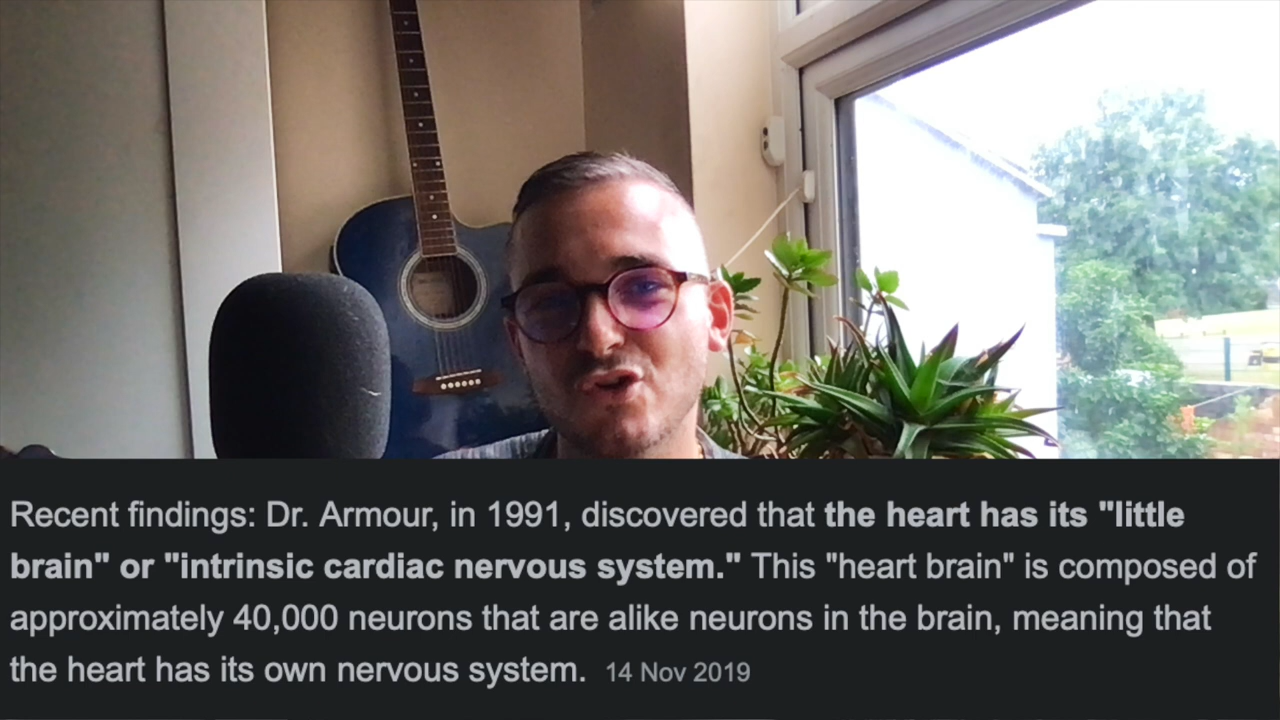 Recent findings: Dr. Armour, in 1991, discovered that the heart has its "little
brain" or "intrinsic cardiac nervous system." This "heart brain" is composed of
approximately 40,000 neurons that are alike neurons in the brain, meaning that
the heart has its own nervous system. 14 Nov 2019